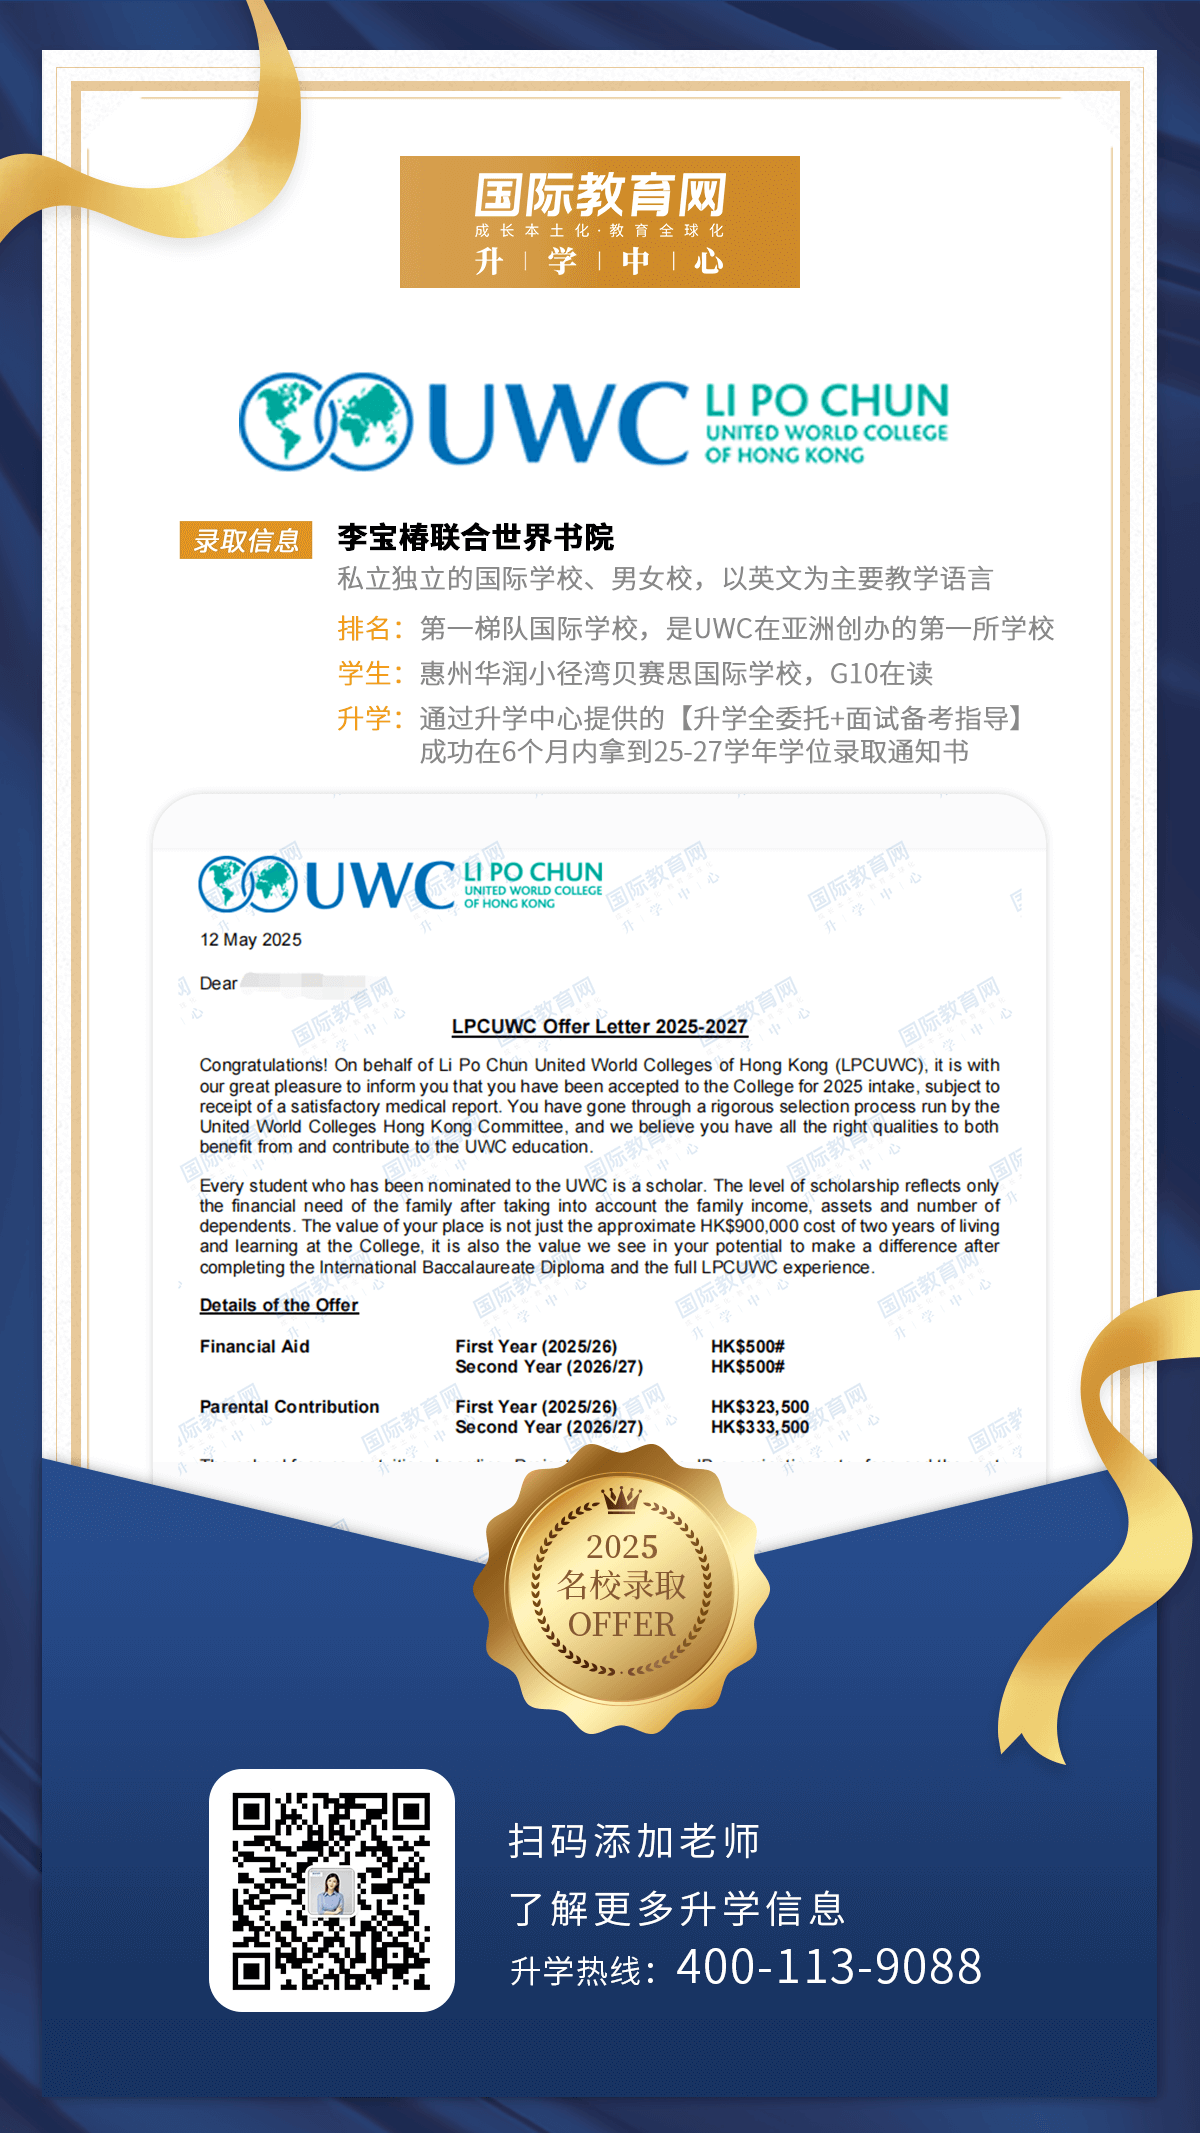 国际教育网
成长本土化·教育全球化
升|学|中|心
UWC
LI PO CHUN
UNITED WORLD COLLEGE
OF HONG KONG
录取信息
李宝椿联合世界书院
私立独立的国际学校、男女校，以英文为主要教学语言
排名：第一梯队国际学校，是UWC在亚洲创办的第一所学校
学生：惠州华润小径湾贝赛思国际学校，G10在读
升学：通过升学中心提供的【升学全委托+面试备考指导】
成功在6个月内拿到25-27学年学位录取通知书
UWC
LI PO CHUN
UNITED WORLD COLLEGE
OF HONG KONG
12 May 2025
Dear
LPCUWC Offer Letter 2025-2027
Congratulations! On behalf of Li Po Chun United World Colleges of Hong Kong (LPCUWC), it is with
our great pleasure to inform you that you have been accepted to the College for 2025 intake, subject to
receipt of a satisfactory medical report. You have gone through a rigorous selection process run by the
United World Colleges Hong Kong Committee, and we believe you have all the right qualities to both
benefit from and contribute to the UWC education.
Every student who has been nominated to the UWC is a scholar. The level of scholarship reflects only
the financial need of the family after taking into account the family income, assets and number of
dependents. The value of your place is not just the approximate HK$900,000 cost of two years of living
and learning at the College, it is also the value we see in your potential to make a difference after
completing the International Baccalaureate Diploma and the full LPCUWC experience.
Details of the Offer
Financial Aid First Year (2025/26) HK$500#
Second Year (2026/27) HK$500#
Parental Contribution First Year (2025/26) HK$323,500
Second Year (2026/27) HK$333,500
2025
名校录取
OFFER
扫码添加老师
了解更多升学信息
升学热线：400-113-9088